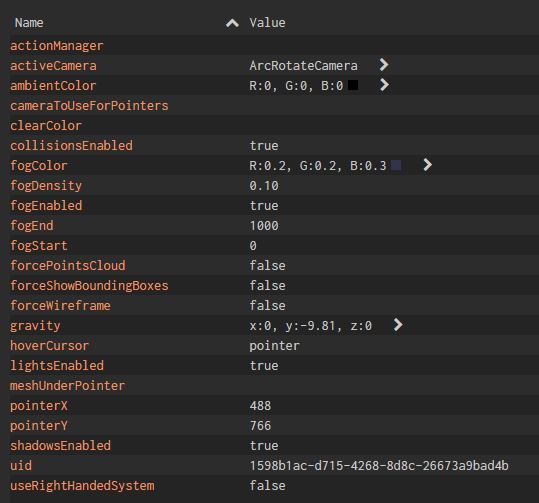 Name Value
actionManager
activeCamera ArcRotateCamera
ambientColor R:0, G:0, B:0
cameraToUseForPointers
clearColor
collisionsEnabled true
fogColor R:0.2, G:0.2, B:0.3
fogDensity 0.10
fogEnabled true
fogEnd 1000
fogStart 0
forcePointsCloud false
forceShowBoundingBoxes false
forceWireframe false
gravity x:0, y:-9.81, z:0
hoverCursor pointer
lightsEnabled true
meshUnderPointer
pointerX 488
pointerY 766
shadowsEnabled true
uid 1598b1ac-d715-4268-8d8c-26673a9bad4b
useRightHandedSystem false